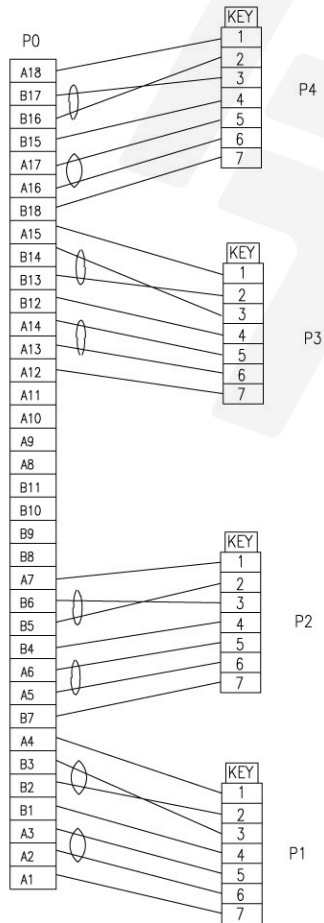 P0
A18
B17
B16
B15
A17
A16
B18
A15
B14
B13
B12
A14
A13
A12
A11
A10
A9
A8
B11
B10
B9
B8
A7
B6
B5
B4
A6
A5
B7
A4
B3
B2
B1
A3
A2
A1
KEY
1
2
3
4
5
6
7
P4
KEY
1
2
3
4
5
6
7
P3
KEY
1
2
3
4
5
6
7
P2
KEY
1
2
3
4
5
6
7
P1